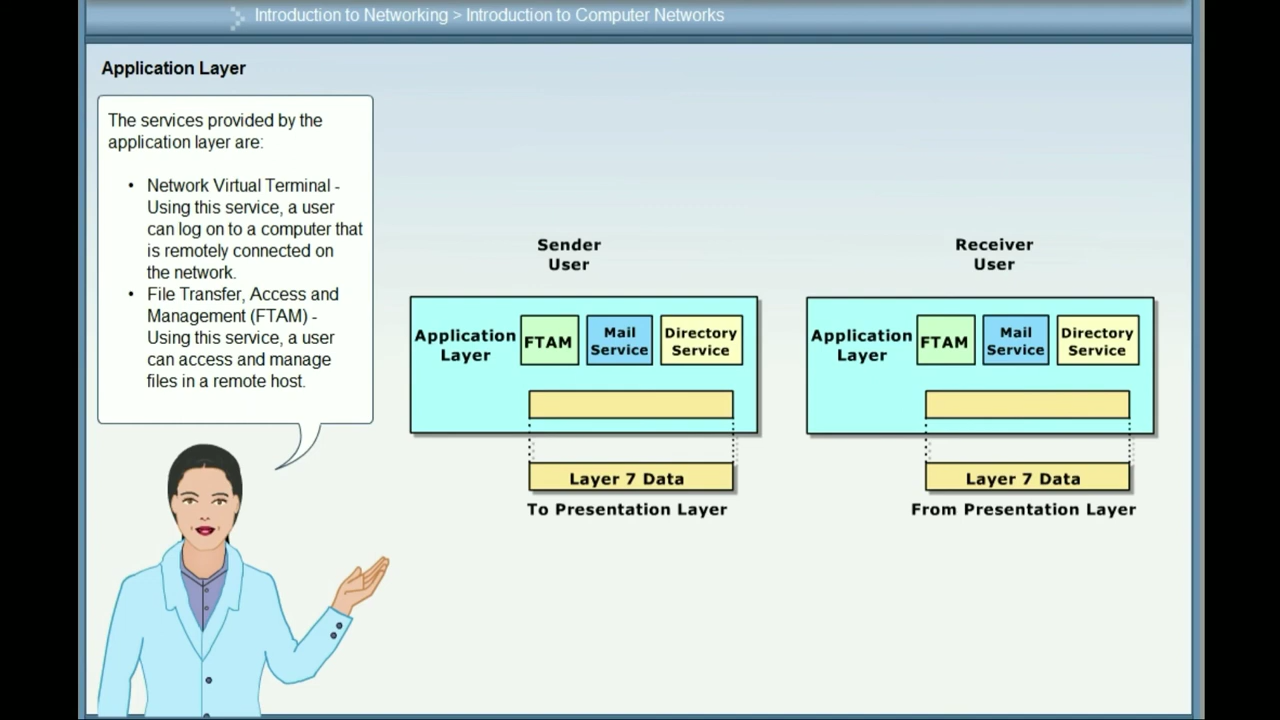 Introduction to Networking > Introduction to Computer Networks
Application Layer
The services provided by the
application layer are:
• Network Virtual Terminal -
Using this service, a user
can log on to a computer that
is remotely connected on
the network.
• File Transfer, Access and
Management (FTAM) -
Using this service, a user
can access and manage
files in a remote host.
Sender
User
Application
Layer
FTAM
Mail
Service
Directory
Service
Layer 7 Data
To Presentation Layer
Receiver
User
Application
Layer
FTAM
Mail
Service
Directory
Service
Layer 7 Data
From Presentation Layer